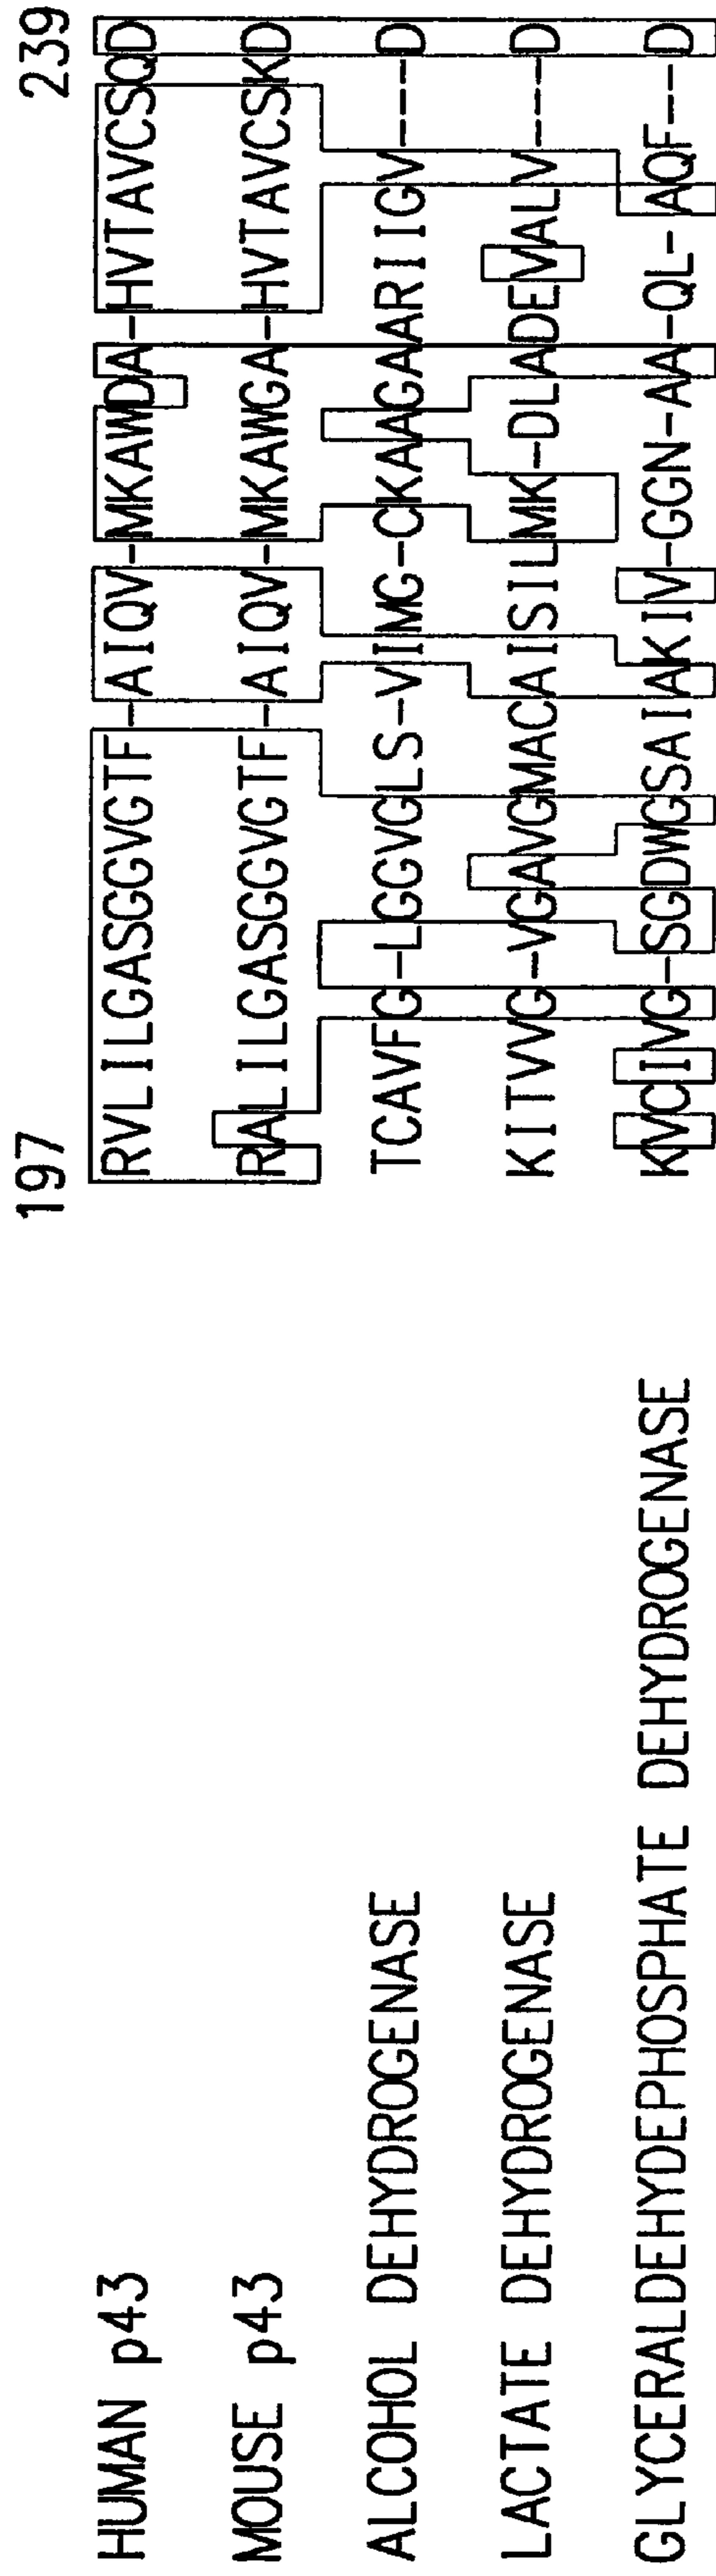 197 239
HUMAN p43 RVLILGASGGVGTF-AIQV-MKAWDA-HVTAVCSQD
MOUSE p43 RALILGASGGVGTF-AIQV-MKAWGA-HVTAVCSKD
ALCOHOL DEHYDROGENASE TCAVFG-LGGVGLS-VIMG-CKAAGAARIIGV---D
LACTATE DEHYDROGENASE KITVVG-VGAVGMACAISILMK-DLADEVALV---D
GLYCERALDEHYDEPHOSPHATE DEHYDROGENASE KVCIVG-SGDWGSAIAKIV-GGN-AA-QL-AQF--D